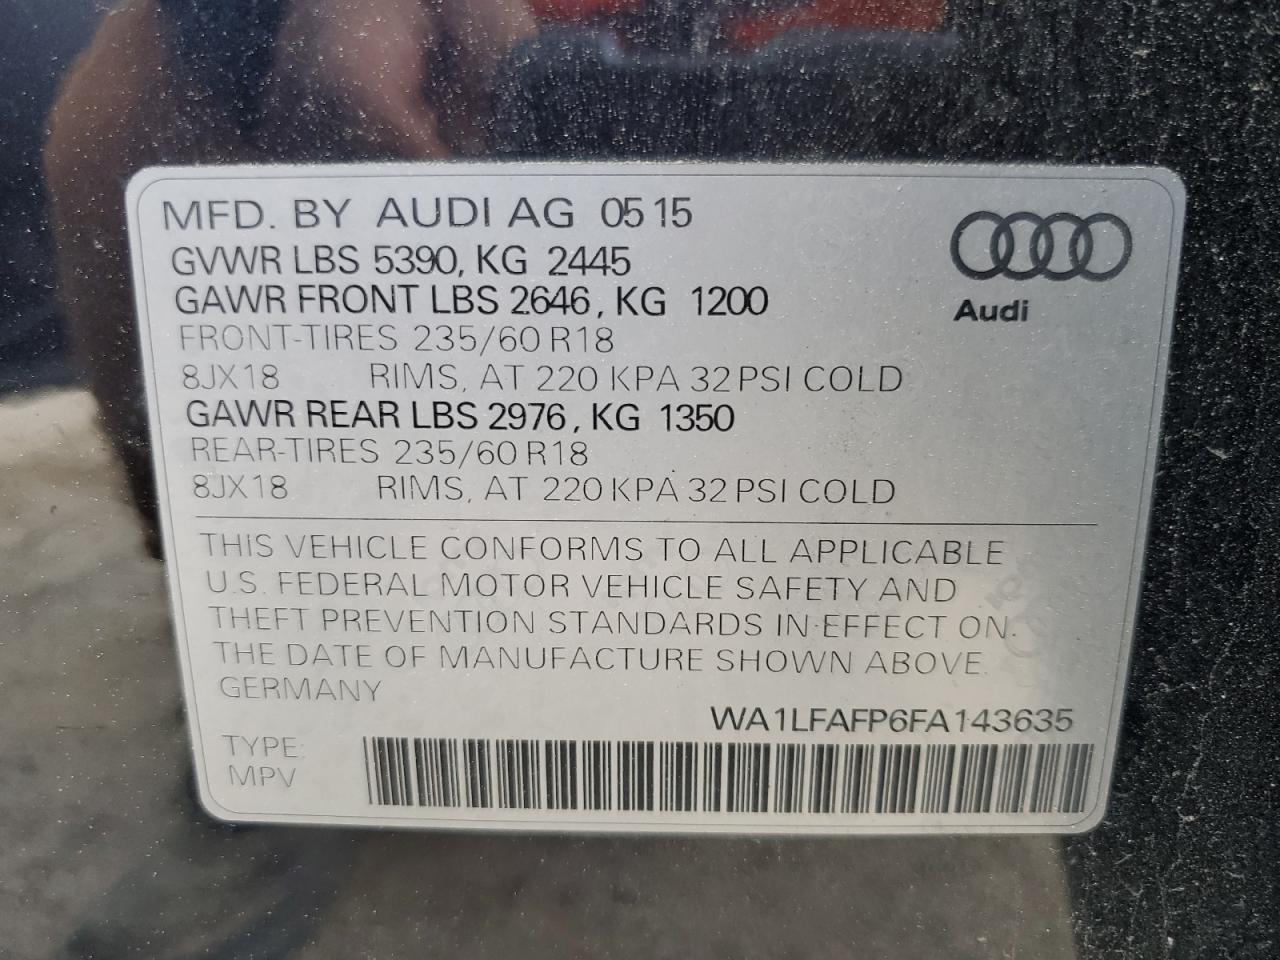 MFD. BY AUDI AG 05 15
GVWR LBS 5390, KG 2445
GAWR FRONT LBS 2646, KG 1200
FRONT-TIRES 235/60 R18
8JX18 RIMS, AT 220 KPA 32 PSI COLD
GAWR REAR LBS 2976, KG 1350
REAR-TIRES 235/60 R18
8JX18 RIMS, AT 220 KPA 32 PSI COLD
Audi
THIS VEHICLE CONFORMS TO ALL APPLICABLE
U.S. FEDERAL MOTOR VEHICLE SAFETY AND
THEFT PREVENTION STANDARDS IN EFFECT ON
THE DATE OF MANUFACTURE SHOWN ABOVE.
GERMANY
WA1LFAFP6FA143635
TYPE:
MPV